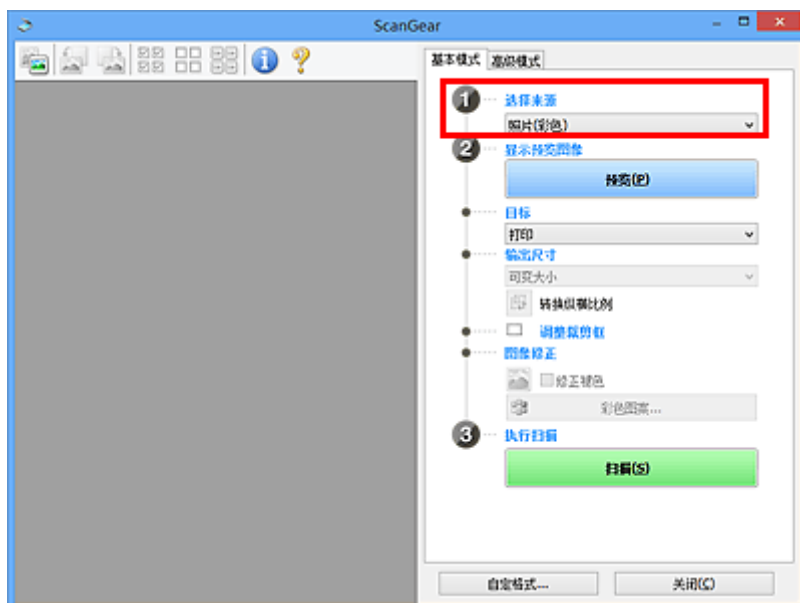 ScanGear
基本模式 高级模式
1 选择来源
照片(彩色)
2 显示预览图像
预览(P)
目标
打印
输出尺寸
可变大小
转换纵横比例
调整裁剪框
图像修正
修正褪色
彩色图案...
3 执行扫描
扫描(S)
自定格式... 关闭(C)